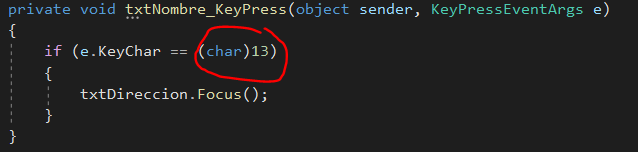 private void txtNombre_KeyPress(object sender, KeyPressEventArgs e)
{
if (e.KeyChar == (char)13)
{
txtDireccion.Focus();
}
}